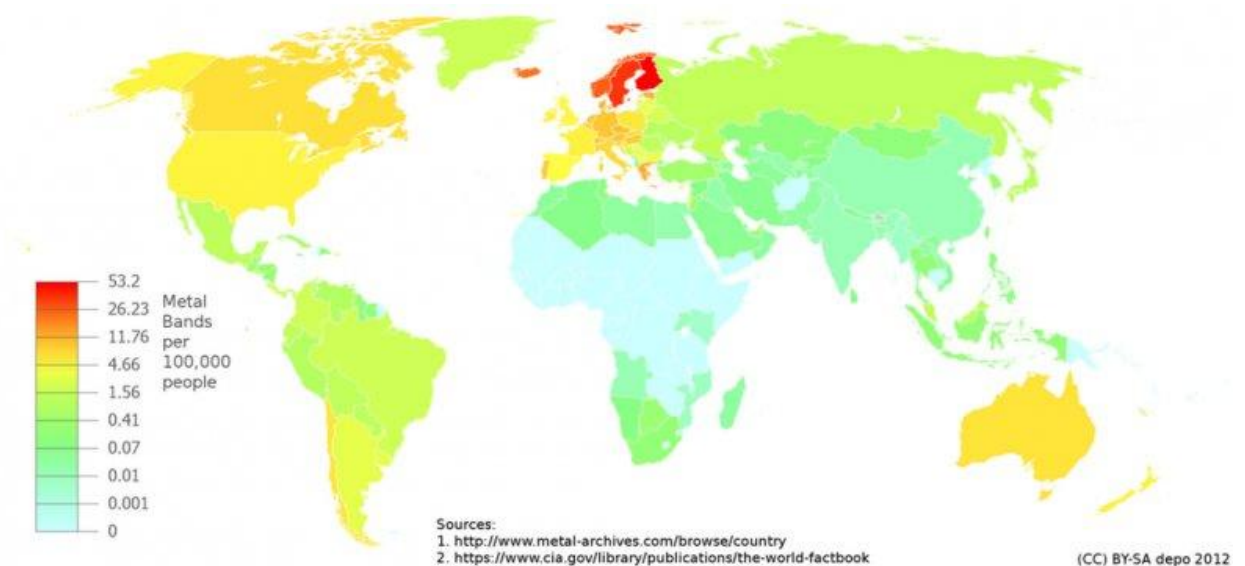 53.2
26.23
11.76
4.66
1.56
0.41
0.07
0.01
0.001
0
Metal
Bands
per
100,000
people
Sources:
1. http://www.metal-archives.com/browse/country
2. https://www.cia.gov/library/publications/the-world-factbook
(CC) BY-SA depo 2012